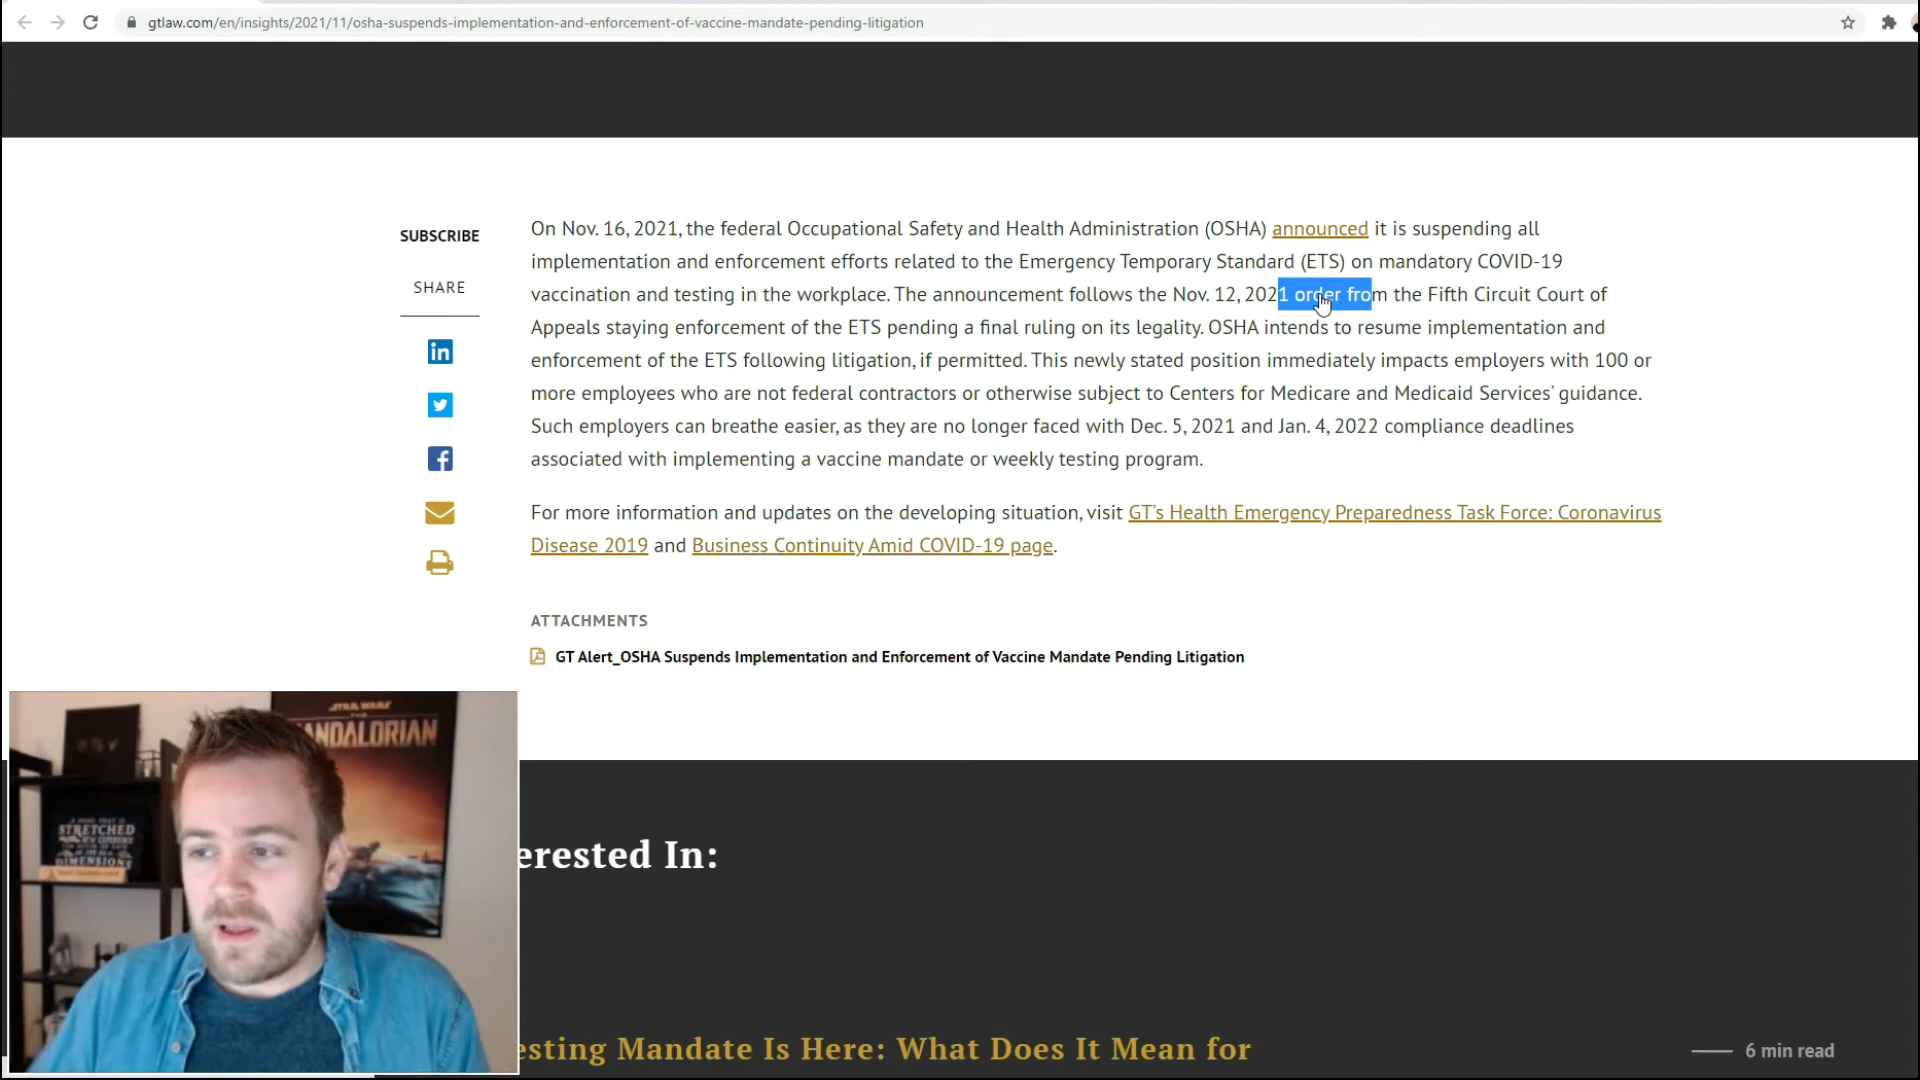 gtlaw.com/en/insights/2021/11/osha-suspends-implementation-and-enforcement-of-vaccine-mandate-pending-litigation
SUBSCRIBE
SHARE
On Nov. 16, 2021, the federal Occupational Safety and Health Administration (OSHA) announced it is suspending all
implementation and enforcement efforts related to the Emergency Temporary Standard (ETS) on mandatory COVID-19
vaccination and testing in the workplace. The announcement follows the Nov. 12, 2021 order from the Fifth Circuit Court of
Appeals staying enforcement of the ETS pending a final ruling on its legality. OSHA intends to resume implementation and
enforcement of the ETS following litigation, if permitted. This newly stated position immediately impacts employers with 100 or
more employees who are not federal contractors or otherwise subject to Centers for Medicare and Medicaid Services’ guidance.
Such employers can breathe easier, as they are no longer faced with Dec. 5, 2021 and Jan. 4, 2022 compliance deadlines
associated with implementing a vaccine mandate or weekly testing program.
For more information and updates on the developing situation, visit GT’s Health Emergency Preparedness Task Force: Coronavirus
Disease 2019 and Business Continuity Amid COVID-19 page.
ATTACHMENTS
GT Alert_OSHA Suspends Implementation and Enforcement of Vaccine Mandate Pending Litigation
STAR WARS
THE
MANDALORIAN
STRETCHED
DIMENSIONS
erested In:
esting Mandate Is Here: What Does It Mean for
6 min read